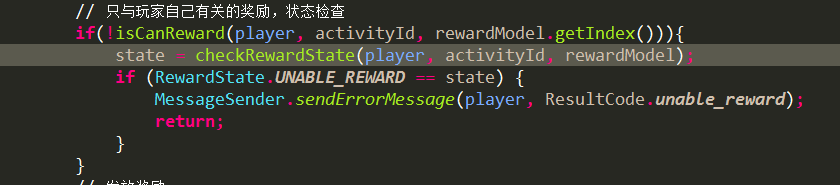 // 只与玩家自己有关的奖励，状态检查
if(!isCanReward(player, activityId, rewardModel.getIndex())){
state = checkRewardState(player, activityId, rewardModel);
if (RewardState.UNABLE_REWARD == state) {
MessageSender.sendErrorMessage(player, ResultCode.unable_reward);
return;
}
}